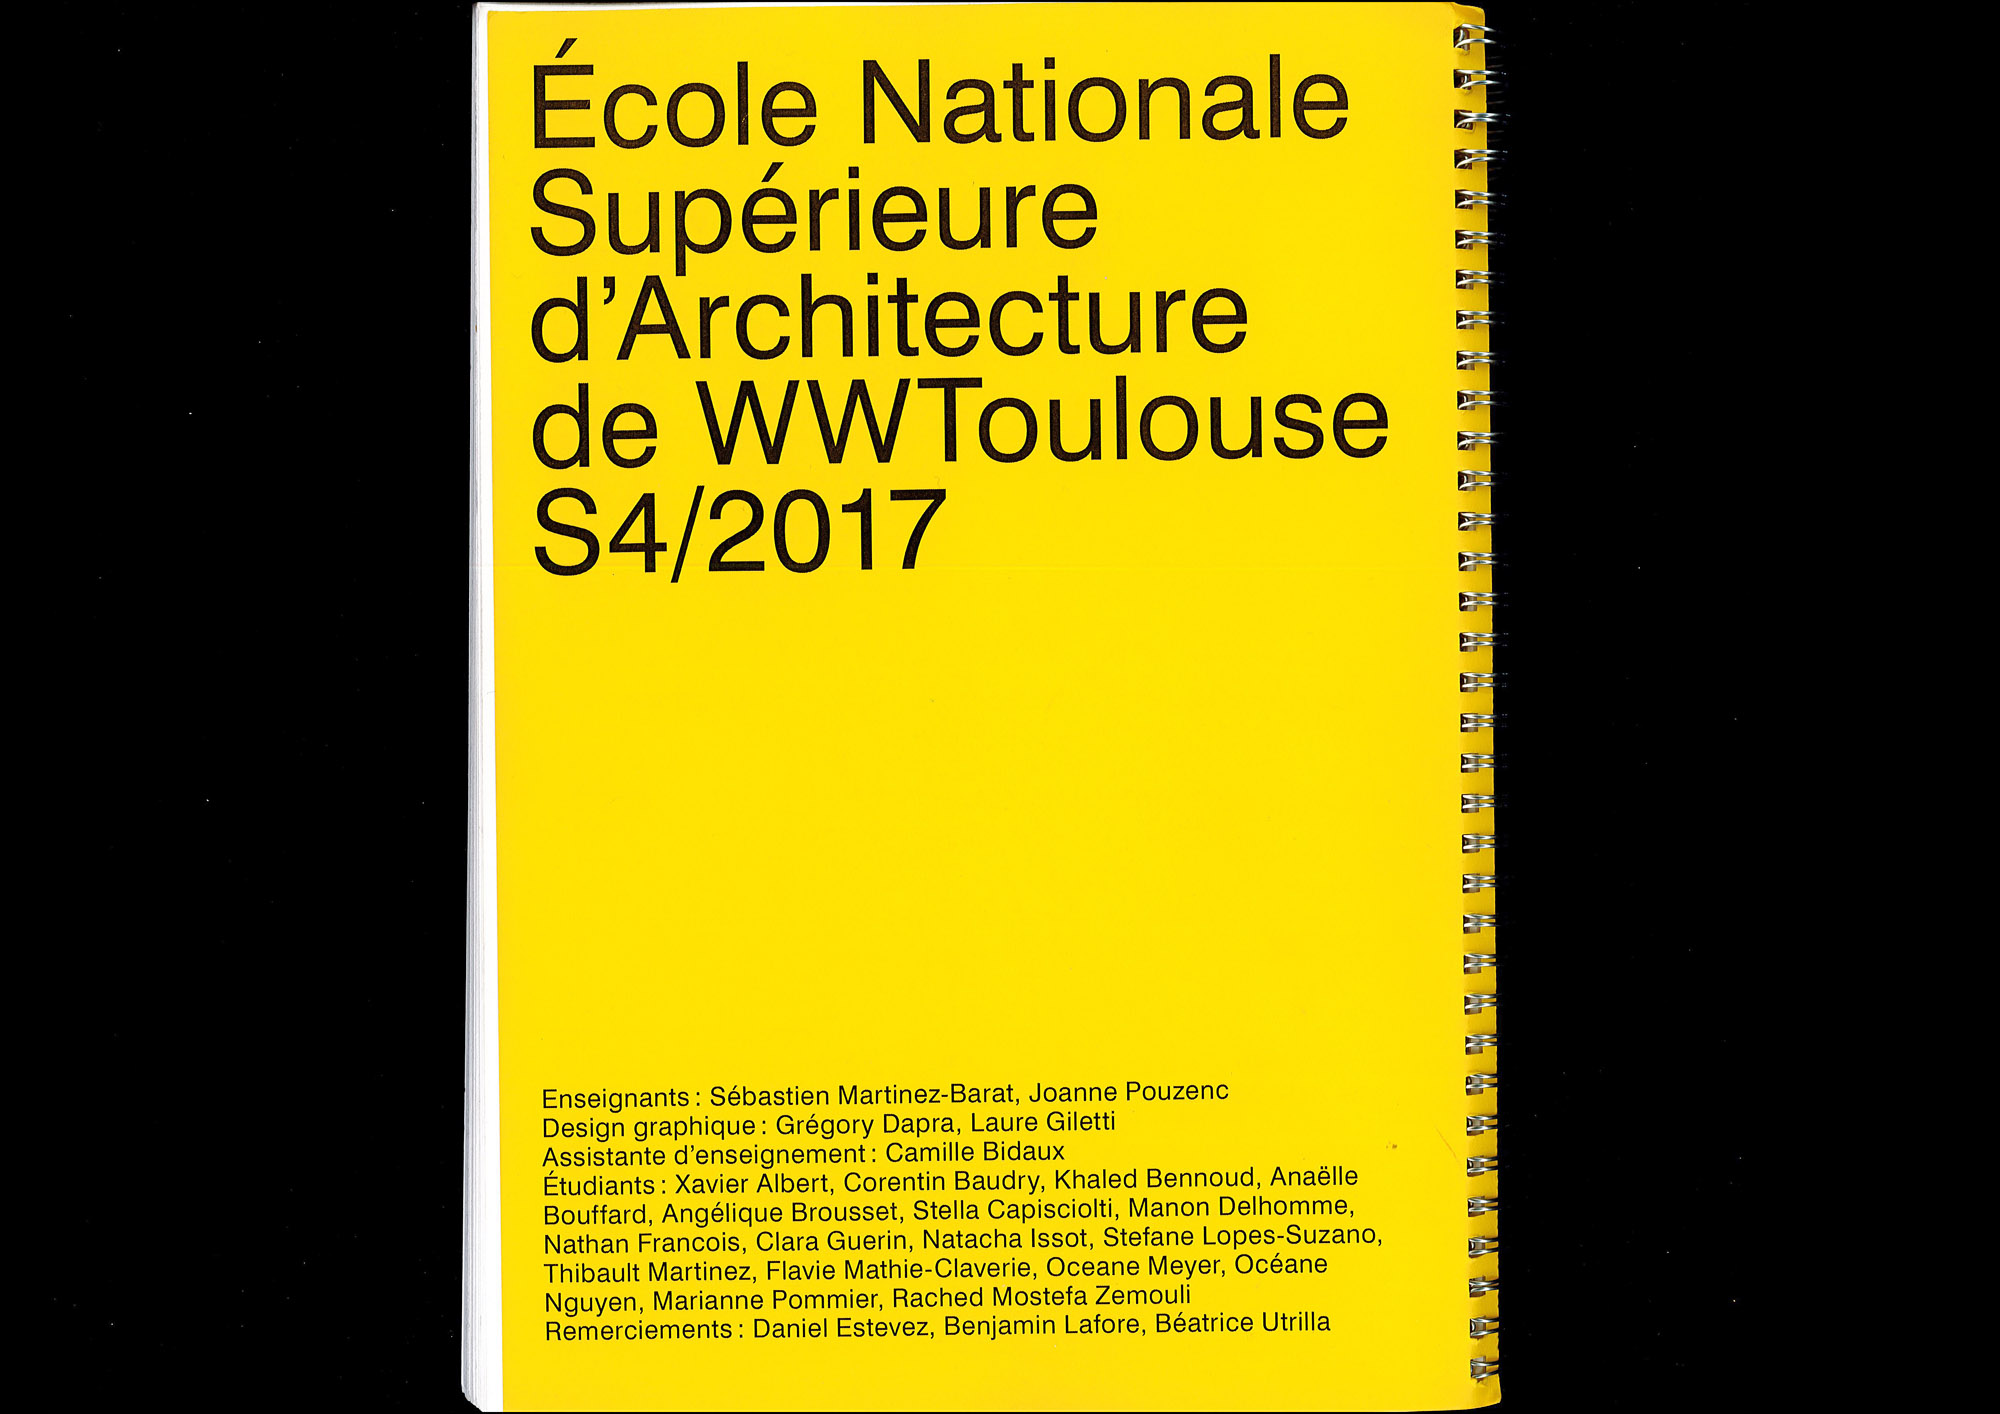 École Nationale
Supérieure
d’Architecture
de WWToulouse
S4/2017
Enseignants : Sébastien Martinez-Barat, Joanne Pouzenc
Design graphique : Grégory Dapra, Laure Giletti
Assistante d’enseignement : Camille Bidaux
Étudiants : Xavier Albert, Corentin Baudry, Khaled Bennoud, Anaëlle
Bouffard, Angélique Brousset, Stella Capisciolti, Manon Delhomme,
Nathan Francois, Clara Guerin, Natacha Issot, Stefane Lopes-Suzano,
Thibault Martinez, Flavie Mathie-Claverie, Oceane Meyer, Océane
Nguyen, Marianne Pommier, Rached Mostefa Zemouli
Remerciements : Daniel Estevez, Benjamin Lafore, Béatrice Utrilla